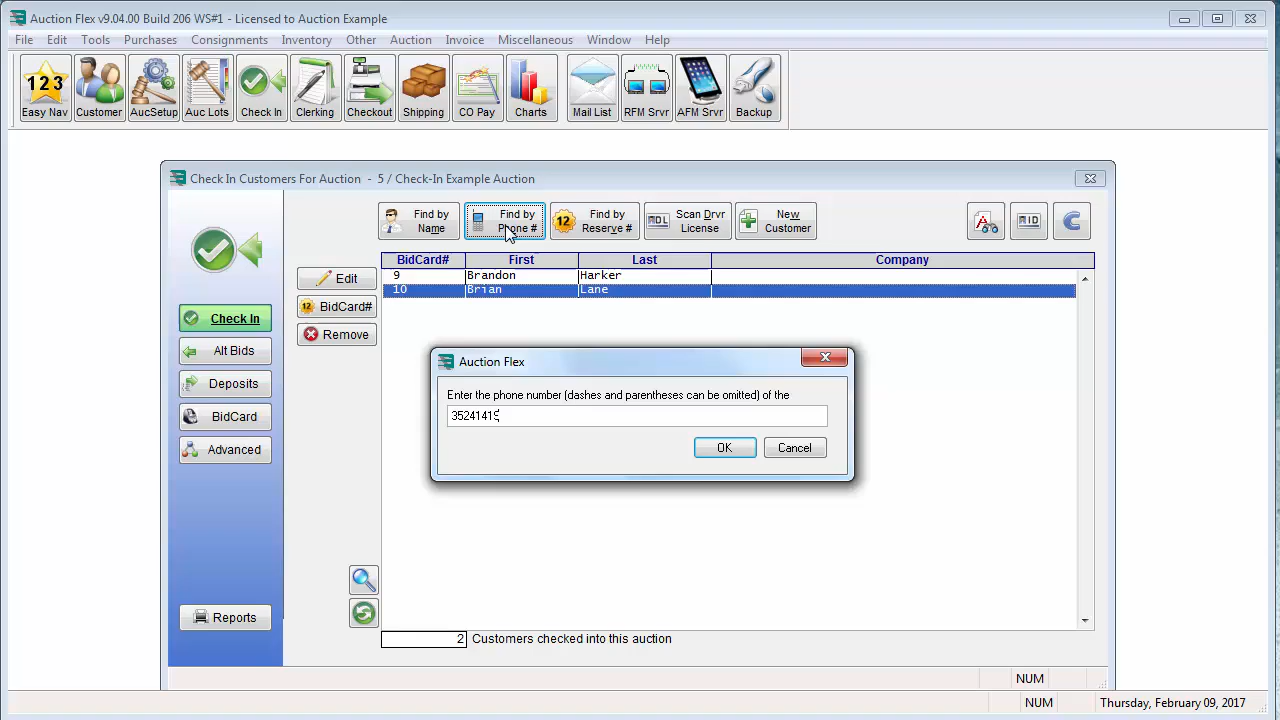 Auction Flex v9.04.00 Build 206 WS#1 - Licensed to Auction Example
File Edit Tools Purchases Consignments Inventory Other Auction Invoice Miscellaneous Window Help
123
Easy Nav Customer AucSetup Auc Lots Check In Clerking Checkout Shipping CO Pay Charts Mail List RFM Srvr AFM Srvr Backup
Check In Customers For Auction - 5 / Check-In Example Auction
Find by Name
Find by Phone #
12 Find by Reserve #
DL Scan Drvr License
New Customer
ID
BidCard# First Last Company
9 Brandon Harker
10 Brian Lane
Edit
12 BidCard#
Remove
Check In
Alt Bids
Deposits
BidCard
Advanced
Reports
Auction Flex
Enter the phone number (dashes and parentheses can be omitted) of the
OK Cancel
2 Customers checked into this auction
NUM
NUM Thursday, February 09, 2017